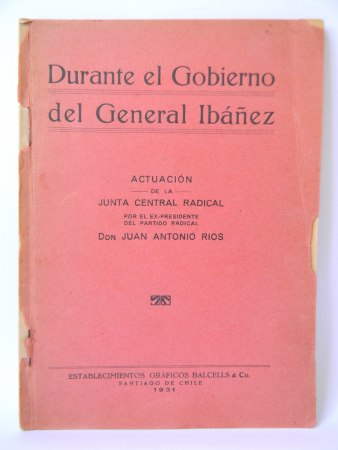 Durante el Gobierno
del General Ibáñez
ACTUACIÓN
DE LA
JUNTA CENTRAL RADICAL
POR EL EX-PRESIDENTE
DEL PARTIDO RADICAL
DON JUAN ANTONIO RIOS
ESTABLECIMIENTOS GRÁFICOS BALCELLS & Co.
SANTIAGO DE CHILE
1931